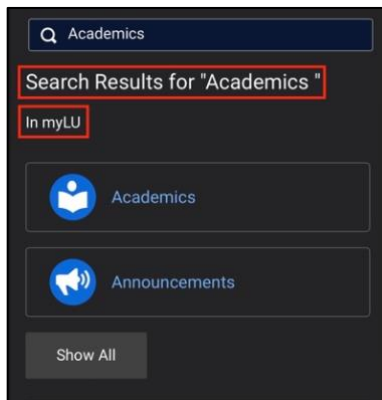 Academics
Search Results for "Academics "
In myLU
Academics
Announcements
Show All